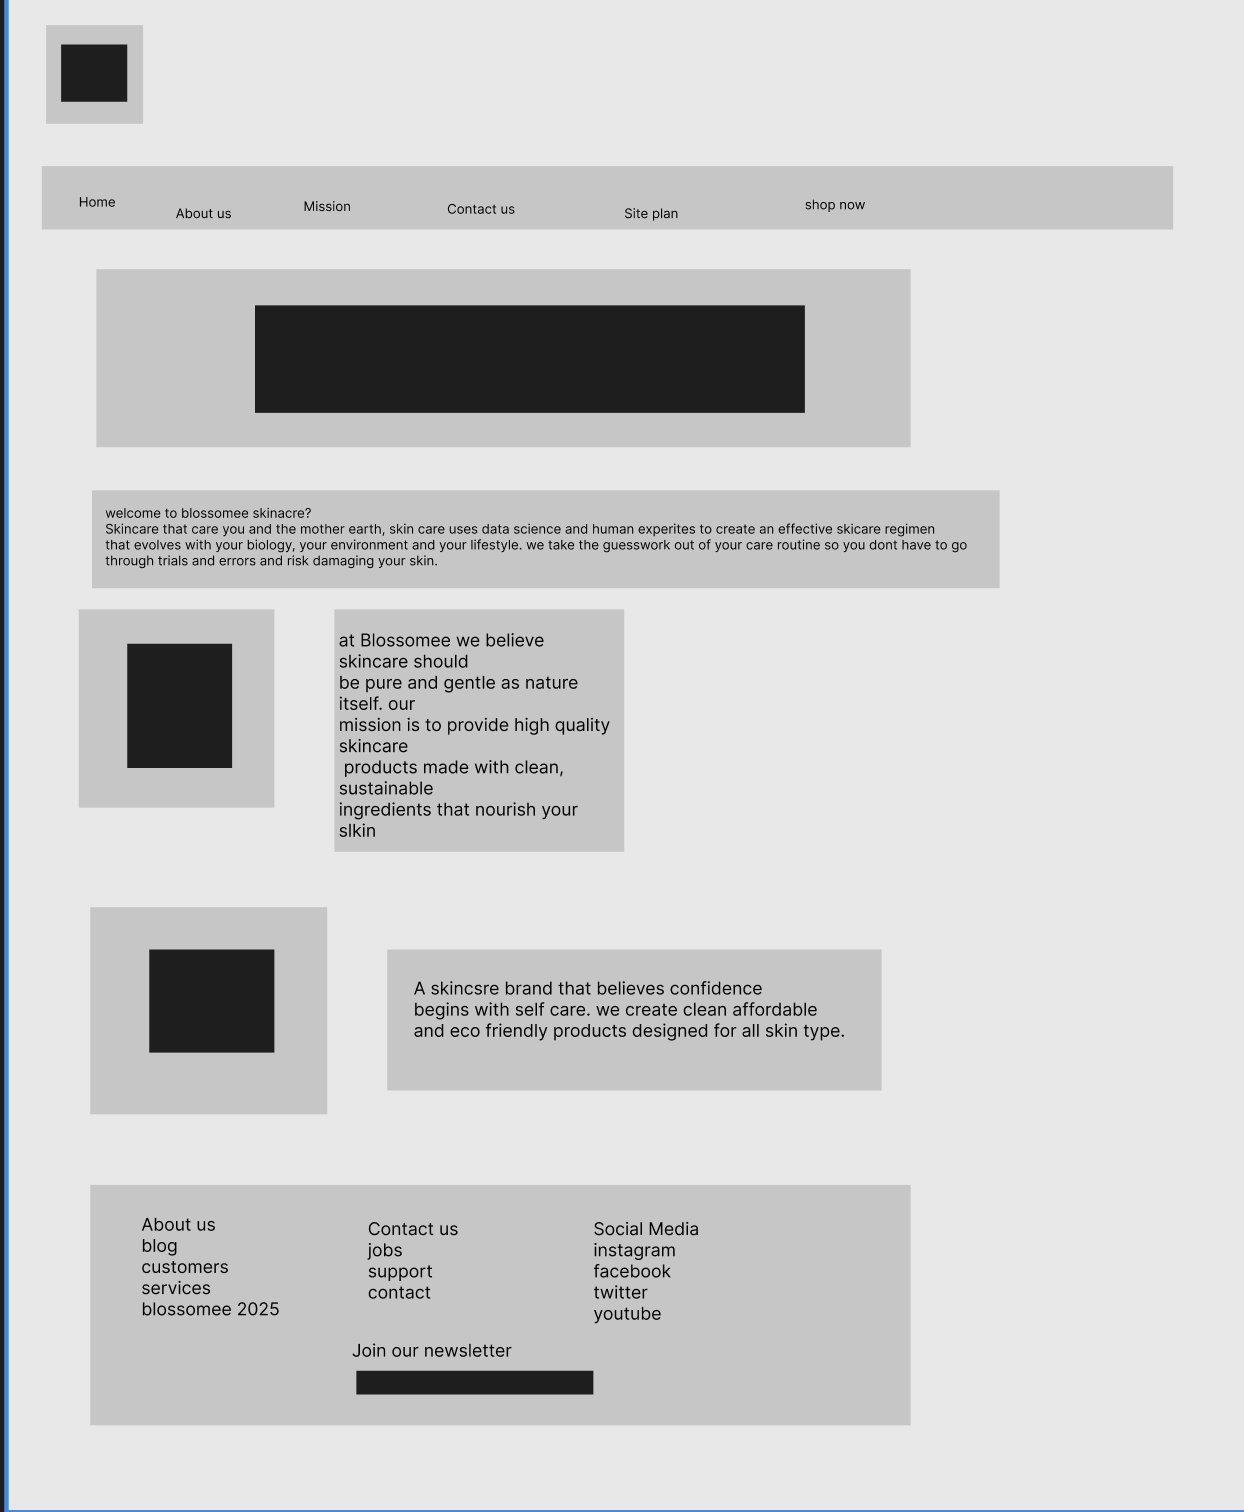 Home
About us
Mission
Contact us
Site plan
shop now
welcome to blossomee skinacre?
Skincare that care you and the mother earth, skin care uses data science and human experites to create an effective skicare regimen
that evolves with your biology, your environment and your lifestyle. we take the guesswork out of your care routine so you dont have to go
through trials and errors and risk damaging your skin.
at Blossomee we believe
skincare should
be pure and gentle as nature
itself. our
mission is to provide high quality
skincare
products made with clean,
sustainable
ingredients that nourish your
slkin
A skincsre brand that believes confidence
begins with self care. we create clean affordable
and eco friendly products designed for all skin type.
About us
blog
customers
services
blossomee 2025
Contact us
jobs
support
contact
Social Media
instagram
facebook
twitter
youtube
Join our newsletter